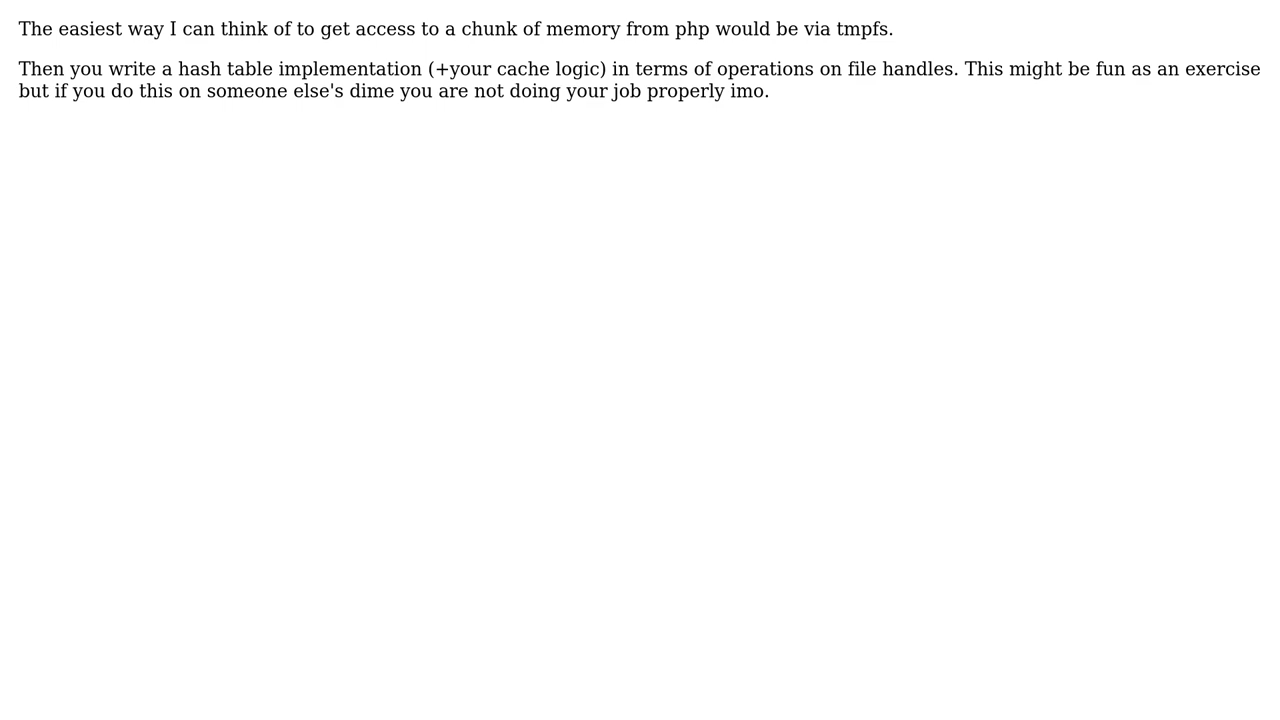 The easiest way I can think of to get access to a chunk of memory from php would be via tmpfs.
Then you write a hash table implementation (+your cache logic) in terms of operations on file handles. This might be fun as an exercise
but if you do this on someone else's dime you are not doing your job properly imo.